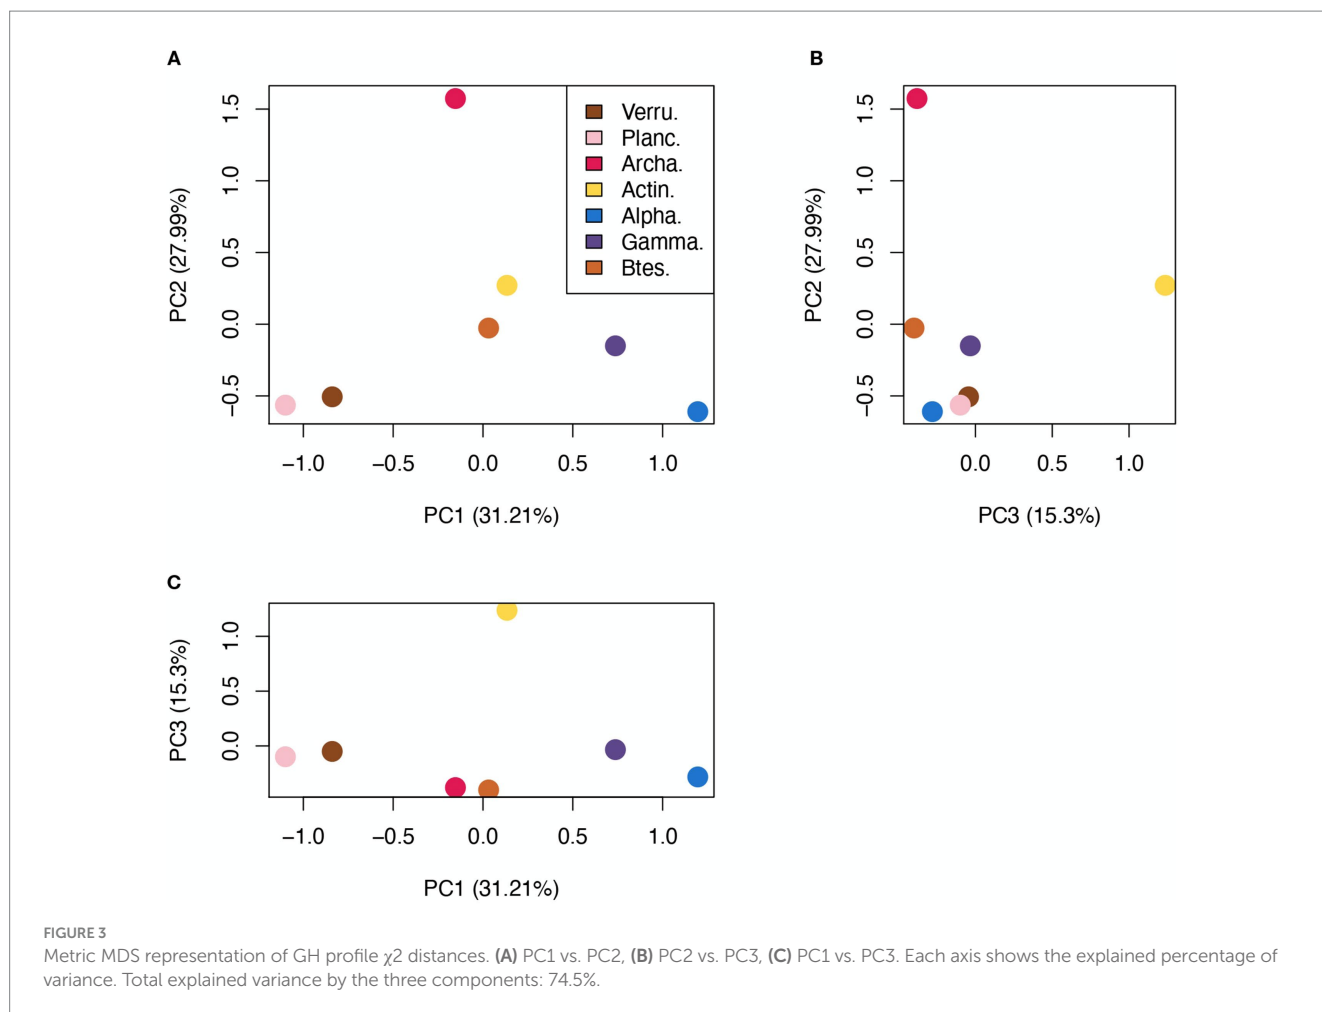 A
PC2 (27.99%)
1.5
1.0
0.5
0.0
−0.5
Verru.
Planc.
Archa.
Actin.
Alpha.
Gamma.
Btes.
−1.0 −0.5 0.0 0.5 1.0
PC1 (31.21%)
B
PC2 (27.99%)
1.5
1.0
0.5
0.0
−0.5
0.0 0.5 1.0
PC3 (15.3%)
C
PC3 (15.3%)
1.0
0.5
0.0
−1.0 −0.5 0.0 0.5 1.0
PC1 (31.21%)
FIGURE 3
Metric MDS representation of GH profile χ2 distances. (A) PC1 vs. PC2, (B) PC2 vs. PC3, (C) PC1 vs. PC3. Each axis shows the explained percentage of
variance. Total explained variance by the three components: 74.5%.